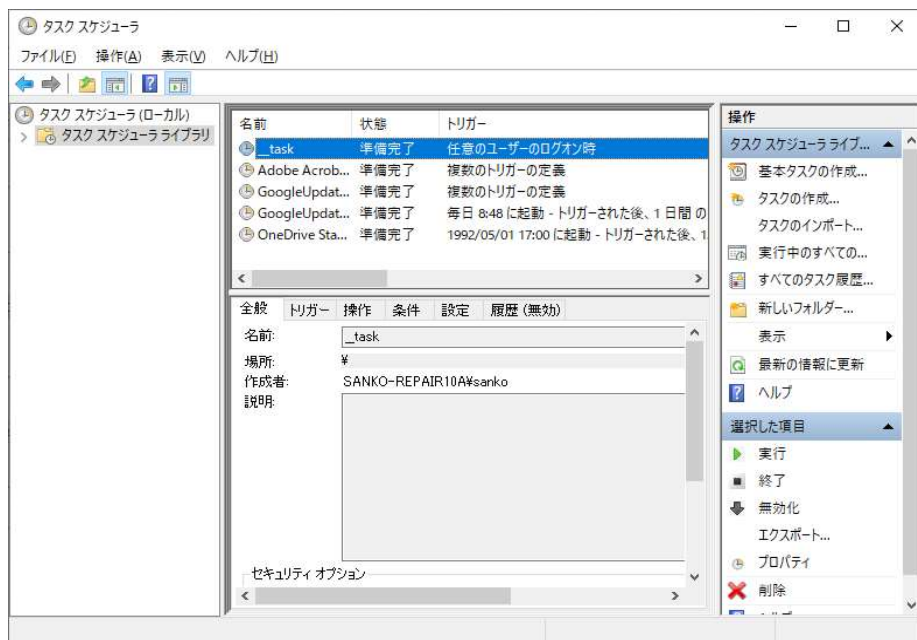 タスク スケジューラ
ファイル(F) 操作(A) 表示(V) ヘルプ(H)
タスク スケジューラ (ローカル)
タスク スケジューラ ライブラリ
名前 状態 トリガー
__task 準備完了 任意のユーザーのログオン時
Adobe Acrob... 準備完了 複数のトリガーの定義
GoogleUpdat... 準備完了 複数のトリガーの定義
GoogleUpdat... 準備完了 毎日 8:48 に起動 - トリガーされた後、1 日間 の
OneDrive Sta... 準備完了 1992/05/01 17:00 に起動 - トリガーされた後、1.
全般 トリガー 操作 条件 設定 履歴 (無効)
名前: __task
場所: ¥
作成者: SANKO-REPAIR10A¥sanko
説明:
セキュリティ オプション
操作
タスク スケジューラ ライブ...
基本タスクの作成...
タスクの作成...
タスクのインポート...
実行中のすべての...
すべてのタスク履歴...
新しいフォルダー...
表示
最新の情報に更新
ヘルプ
選択した項目
実行
終了
無効化
エクスポート...
プロパティ
削除